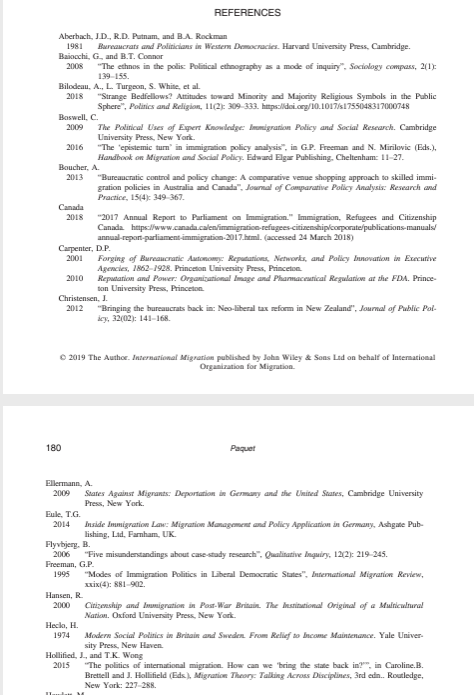 REFERENCES
Aberbach, J.D., R.D. Putnam, and B.A. Rockman
1981 Bureaucrats and Politicians in Western Democracies. Harvard University Press, Cambridge.
Baiocchi, G., and B.T. Connor
2008 "The ethnos in the polis: Political ethnography as a mode of inquiry", Sociology compass, 2(1):
139–155.
Bilodeau, A., L. Turgeon, S. White, et al.
2018 "Strange Bedfellows? Attitudes toward Minority and Majority Religious Symbols in the Public
Sphere", Politics and Religion, 11(2): 309–333. https://doi.org/10.1017/s1755048317000748
Boswell, C.
2009 The Political Uses of Expert Knowledge: Immigration Policy and Social Research. Cambridge
University Press, New York.
2016 "The 'epistemic turn' in immigration policy analysis", in G.P. Freeman and N. Mirilovic (Eds.),
Handbook on Migration and Social Policy. Edward Elgar Publishing, Cheltenham: 11–27.
Boucher, A.
2013 "Bureaucratic control and policy change: A comparative venue shopping approach to skilled immi-
gration policies in Australia and Canada", Journal of Comparative Policy Analysis: Research and
Practice, 15(4): 349–367.
Canada
2018 "2017 Annual Report to Parliament on Immigration." Immigration, Refugees and Citizenship
Canada. https://www.canada.ca/en/immigration-refugees-citizenship/corporate/publications-manuals/
annual-report-parliament-immigration-2017.html. (accessed 24 March 2018)
Carpenter, D.P.
2001 Forging of Bureaucratic Autonomy: Reputations, Networks, and Policy Innovation in Executive
Agencies, 1862–1928. Princeton University Press, Princeton.
2010 Reputation and Power: Organizational Image and Pharmaceutical Regulation at the FDA. Prince-
ton University Press, Princeton.
Christensen, J.
2012 "Bringing the bureaucrats back in: Neo-liberal tax reform in New Zealand", Journal of Public Pol-
icy, 32(02): 141–168.
© 2019 The Author. International Migration published by John Wiley & Sons Ltd on behalf of International
Organization for Migration.
180 Paquet
Ellermann, A.
2009 States Against Migrants: Deportation in Germany and the United States, Cambridge University
Press, New York.
Eule, T.G.
2014 Inside Immigration Law: Migration Management and Policy Application in Germany, Ashgate Pub-
lishing, Ltd, Farnham, UK.
Flyvbjerg, B.
2006 "Five misunderstandings about case-study research", Qualitative Inquiry, 12(2): 219–245.
Freeman, G.P.
1995 "Modes of Immigration Politics in Liberal Democratic States", International Migration Review,
xxix(4): 881–902.
Hansen, R.
2000 Citizenship and Immigration in Post-War Britain. The Institutional Original of a Multicultural
Nation. Oxford University Press, New York.
Heclo, H.
1974 Modern Social Politics in Britain and Sweden. From Relief to Income Maintenance. Yale Univer-
sity Press, New Haven.
Hollified, J., and T.K. Wong
2015 "The politics of international migration. How can we 'bring the state back in?'", in Caroline.B.
Brettell and J. Hollifield (Eds.), Migration Theory: Talking Across Disciplines, 3rd edn.. Routledge,
New York: 227–288.